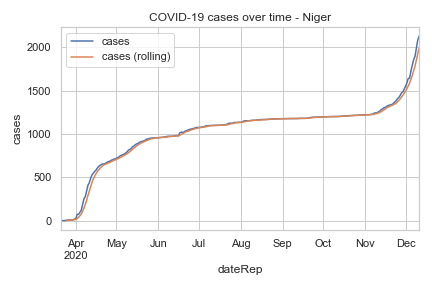 COVID-19 cases over time - Niger
cases
cases (rolling)
2000
1500
1000
500
0
cases
Apr
2020
May
Jun
Jul
Aug
Sep
Oct
Nov
Dec
dateRep